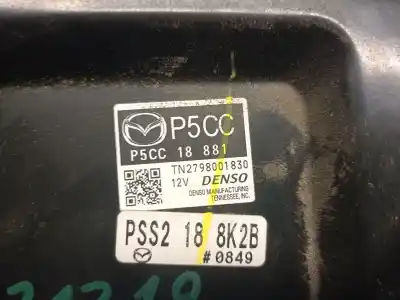 P5CC
P5CC 18 881
TN2798001830
12V DENSO
DENSO MANUFACTURING
TENNESSEE, INC.
PSS2 18 8K2B
#0849